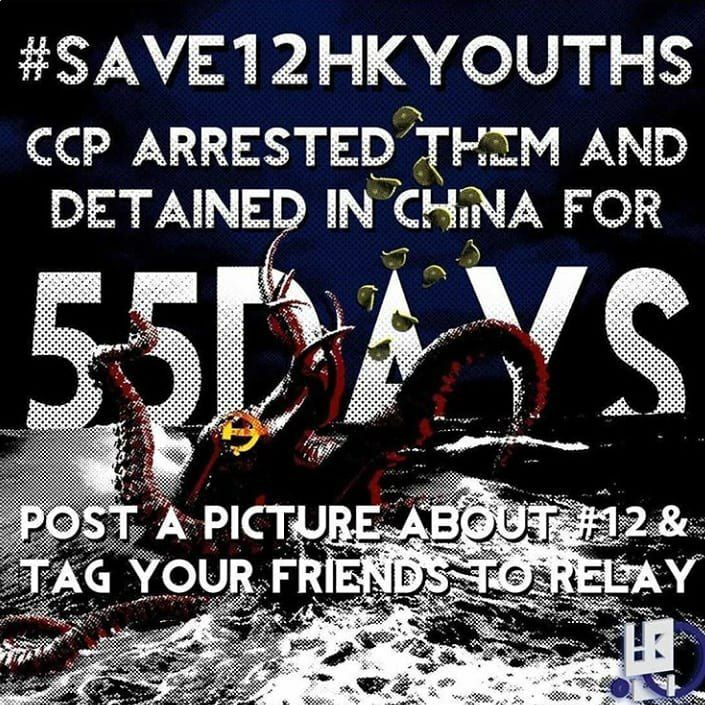 #SAVE12HKYOUTHS
CCP ARRESTED THEM AND
DETAINED IN CHINA FOR
55DAYS
POST A PICTURE ABOUT #12 &
TAG YOUR FRIENDS TO RELAY